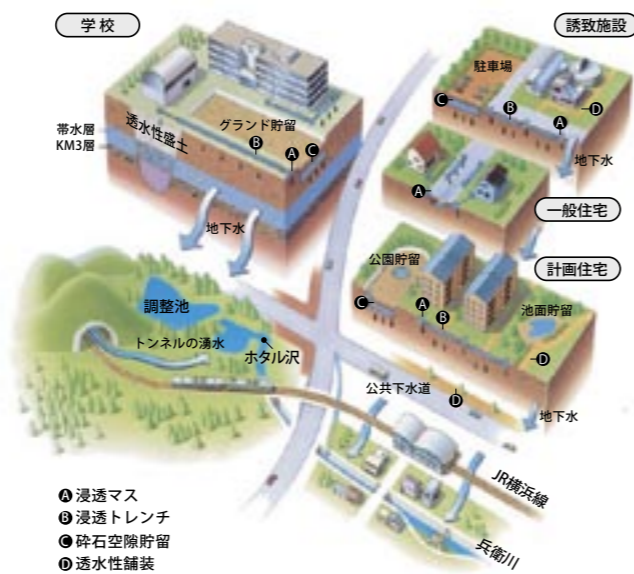 学 校
誘致施設
駐車場
C
B
D
A
グランド貯留
透水性盛土
帯水層
KM3層
B
A
C
地下水
地下水
A
一般住宅
計画住宅
公園貯留
C
A
B
池面貯留
D
調整池
トンネルの湧水
ホタル沢
公共下水道
D
地下水
JR横浜線
兵衛川
A 浸透マス
B 浸透トレンチ
C 砕石空隙貯留
D 透水性舗装